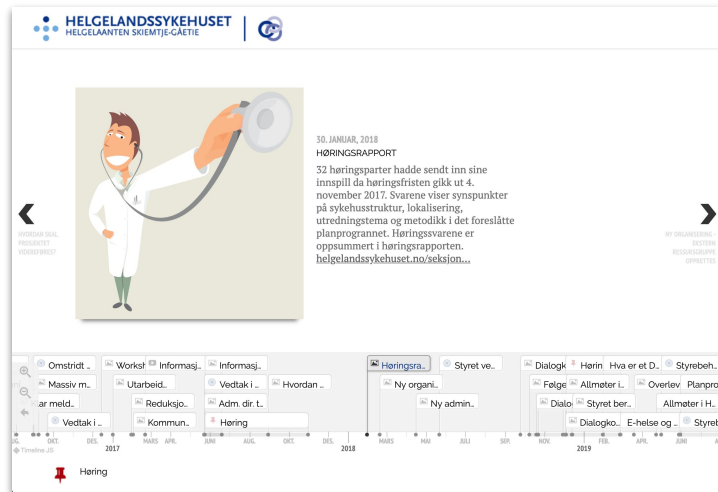 HELGELANDSSYKEHUSET
HELGELAANTEN SKIEMTJE-GÅETIE
30. JANUAR, 2018
HØRINGSRAPPORT
32 høringsparter hadde sendt inn sine
innspill da høringsfristen gikk ut 4.
november 2017. Svarene viser synspunkter
på sykehusstruktur, lokalisering,
utredningstema og metodikk i det foreslåtte
planprogrannet. Høringssvarene er
oppsummert i høringsrapporten.
helgelandssykehuset.no/seksjon...
HVORDAN SKAL
PROSJEKTET
VIDEREFØRES?
NY ORGANISERING -
EKSTERN
RESSURSGRUPPE
OPPRETTES
Omstridt ..
Worksh
Informasj..
Informasj..
Høringsra..
Styret ve..
Dialogk
Hørin
Hva er et D..
Styrebeh..
Massiv m..
Utarbeid..
Vedtak i ..
Hvordan ..
Ny organi..
Følge
Allmøter i..
Overlev
Planpro
ar meld..
Reduksjo..
Adm. dir. t..
Ny admin..
Dialo
Styret ber..
Allmøter i H..
Vedtak i ..
Kommun..
Høring
Dialogko..
E-helse og ..
Styreb
OKT.
DES.
2017
MARS
APR.
JUNI
AUG.
OKT.
DES.
2018
MARS
MAI
JULI
SEP.
NOV.
2019
FEB.
APR.
JUNI
Timeline JS
Høring